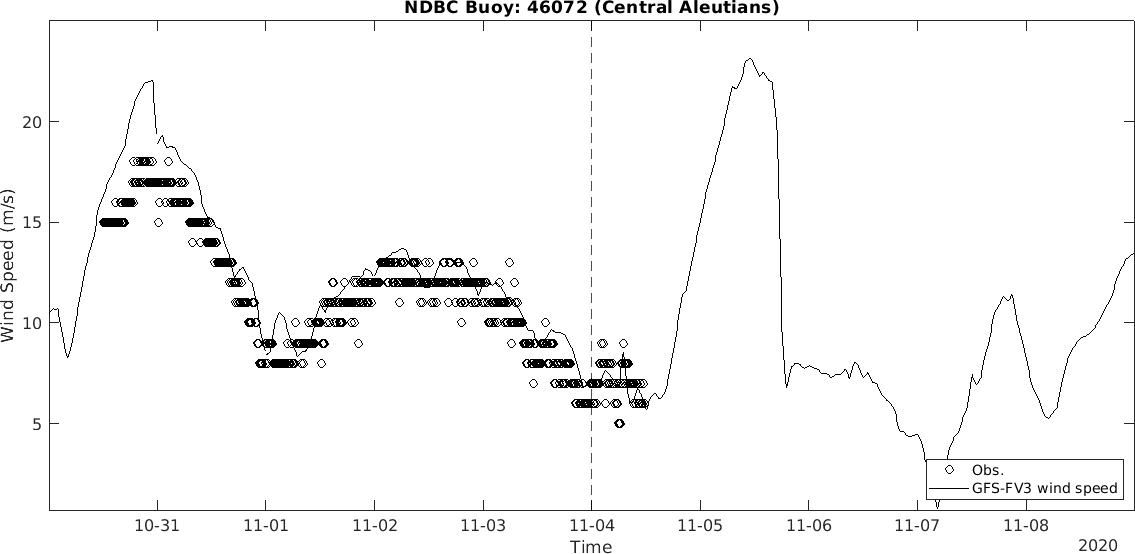 NDBC Buoy: 46072 (Central Aleutians)
20
15
10
5
Wind Speed (m/s)
Obs.
GFS-FV3 wind speed
10-31 11-01 11-02 11-03 11-04 11-05 11-06 11-07 11-08
Time
2020